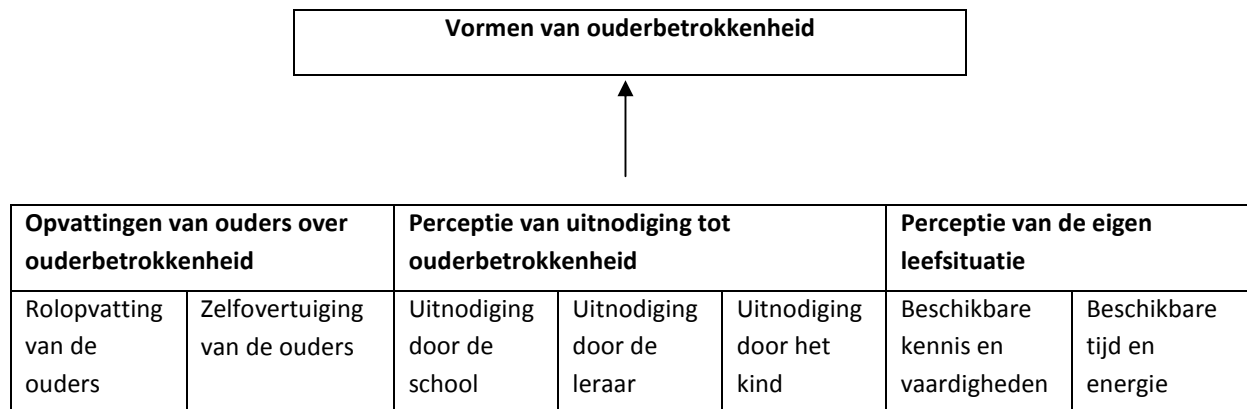 Vormen van ouderbetrokkenheid
Opvattingen van ouders over
ouderbetrokkenheid
Perceptie van uitnodiging tot
ouderbetrokkenheid
Perceptie van de eigen
leefsituatie
Rolopvatting
van de
ouders
Zelfovertuiging
van de ouders
Uitnodiging
door de
school
Uitnodiging
door de
leraar
Uitnodiging
door het
kind
Beschikbare
kennis en
vaardigheden
Beschikbare
tijd en
energie